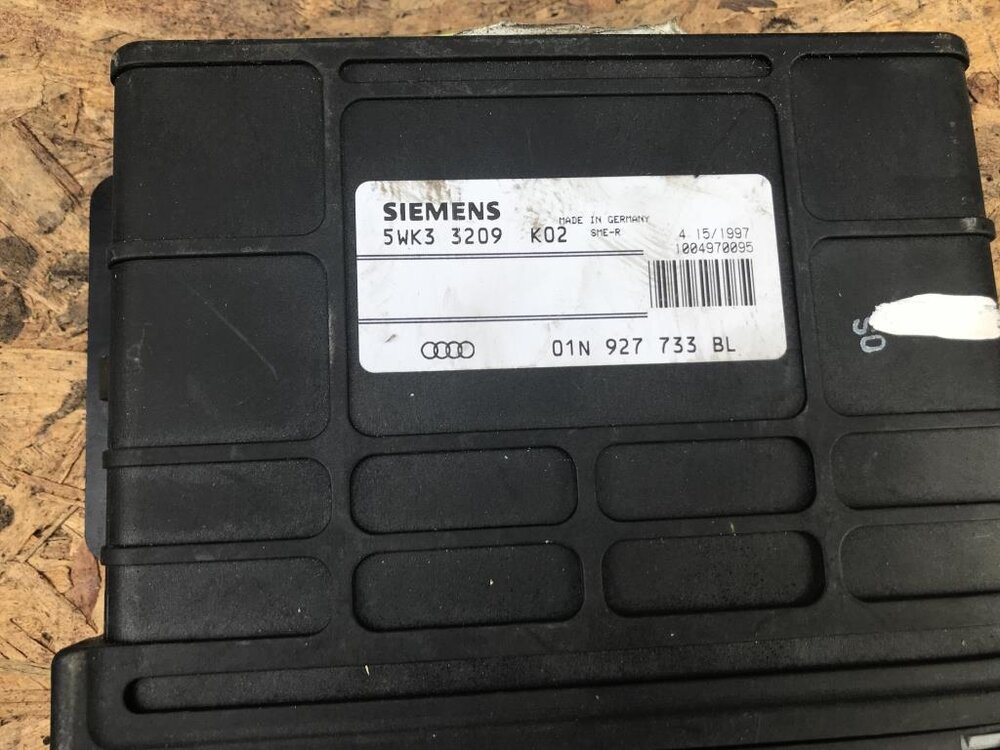 SIEMENS
MADE IN GERMANY
5WK3 3209 K02 SME-R
4 15/1997
1004970095
01N 927 733 BL